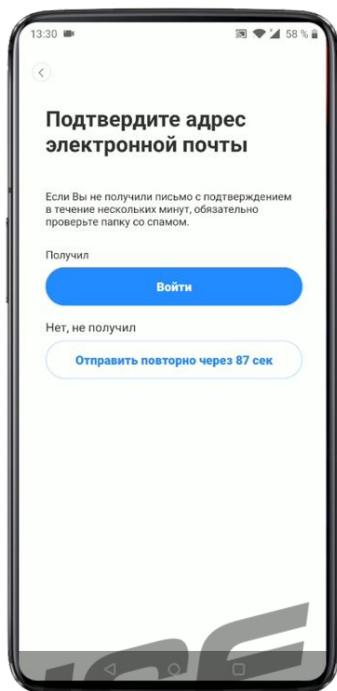 13:30 58 %
Подтвердите адрес
электронной почты
Если Вы не получили письмо с подтверждением
в течение нескольких минут, обязательно
проверьте папку со спамом.
Получил
Войти
Нет, не получил
Отправить повторно через 87 сек